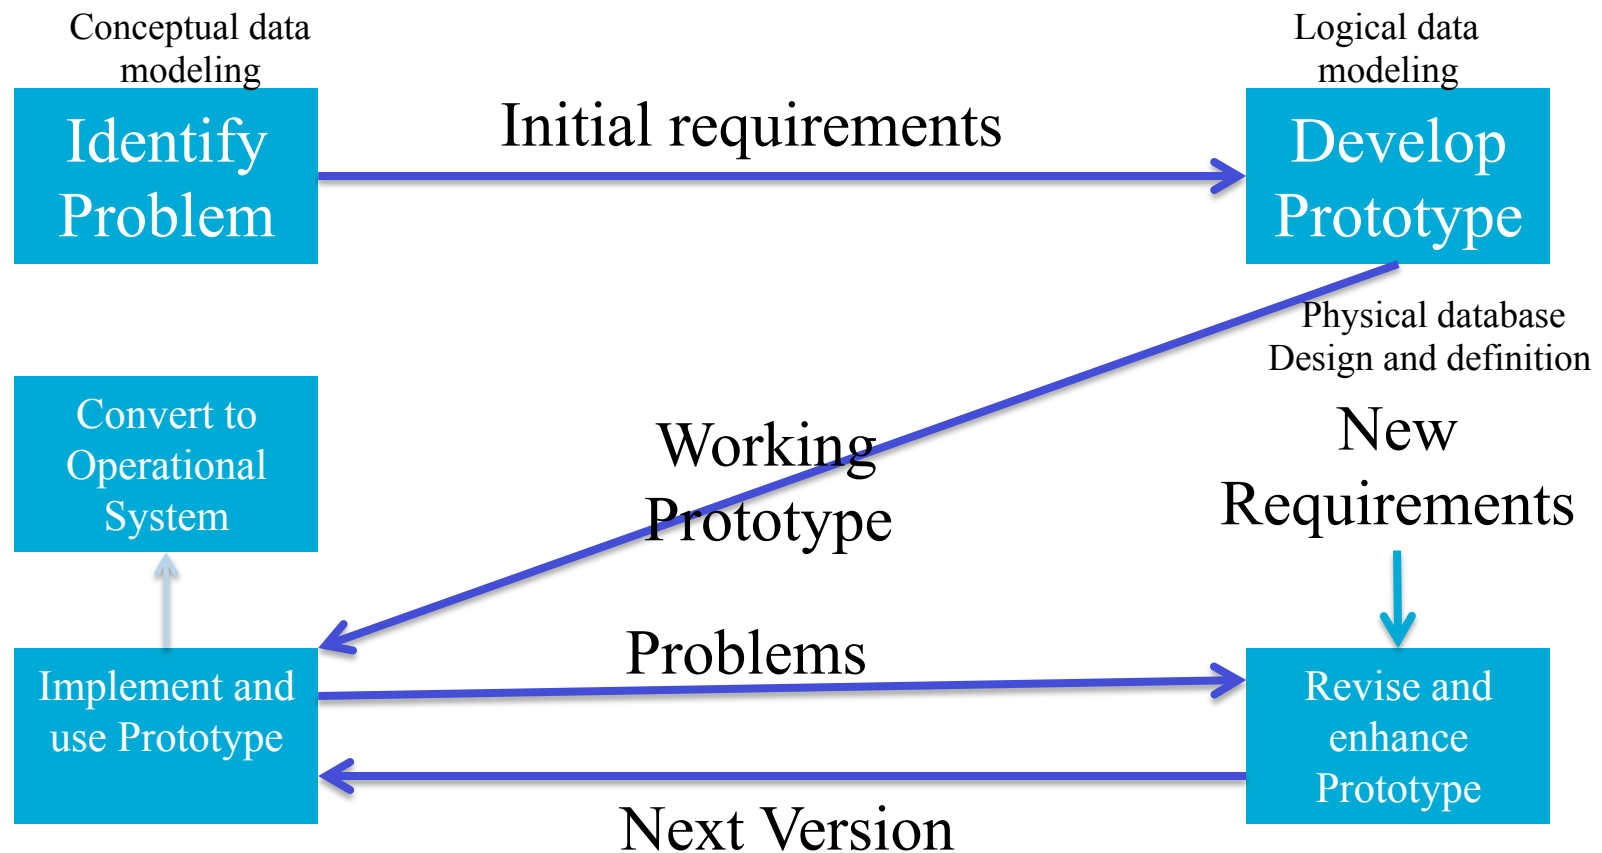 Conceptual data
modeling
Identify
Problem
Initial requirements
Logical data
modeling
Develop
Prototype
Physical database
Design and definition
New
Requirements
Convert to
Operational
System
Working
Prototype
Problems
Implement and
use Prototype
Revise and
enhance
Prototype
Next Version